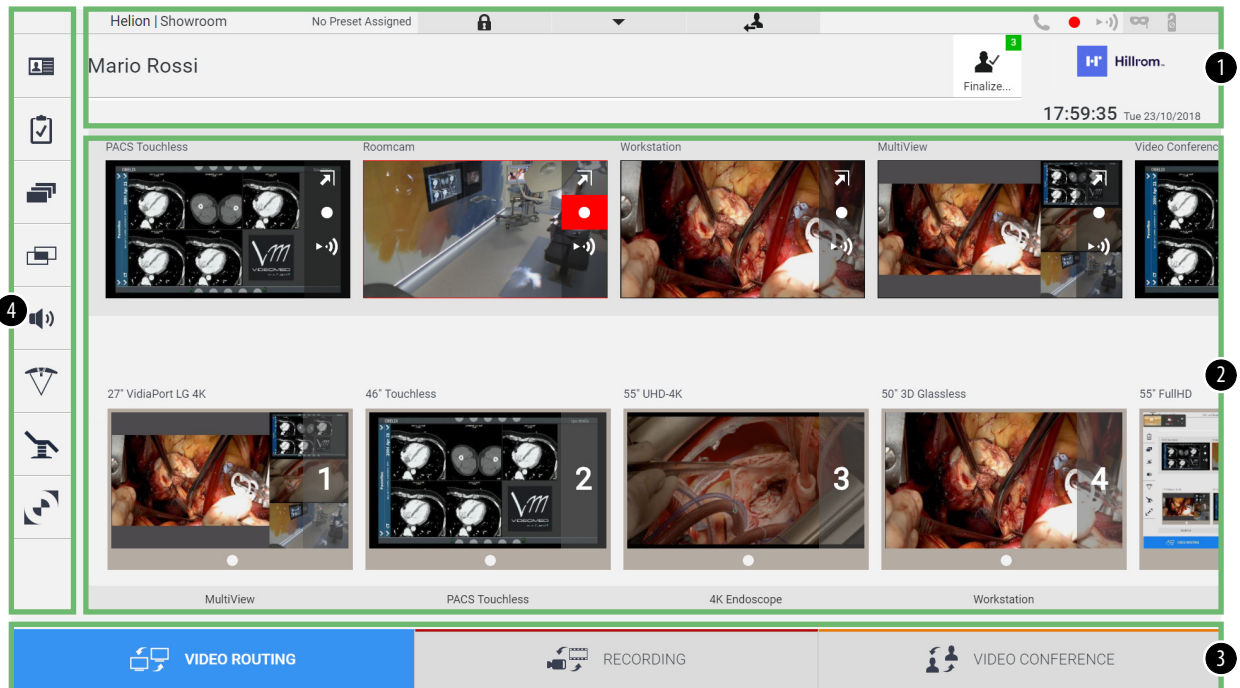 Helion | Showroom No Preset Assigned
3
Mario Rossi
Finalize...
Hillrom
1
17:59:35 Tue 23/10/2018
PACS Touchless Roomcam Workstation MultiView Video Conferenc
VIDEOMED
4
2
27" VidiaPort LG 4K 46" Touchless 55" UHD-4K 50" 3D Glassless 55" FullHD
1 2 3 4
VIDEOMED
MultiView PACS Touchless 4K Endoscope Workstation
VIDEO ROUTING RECORDING VIDEO CONFERENCE
3